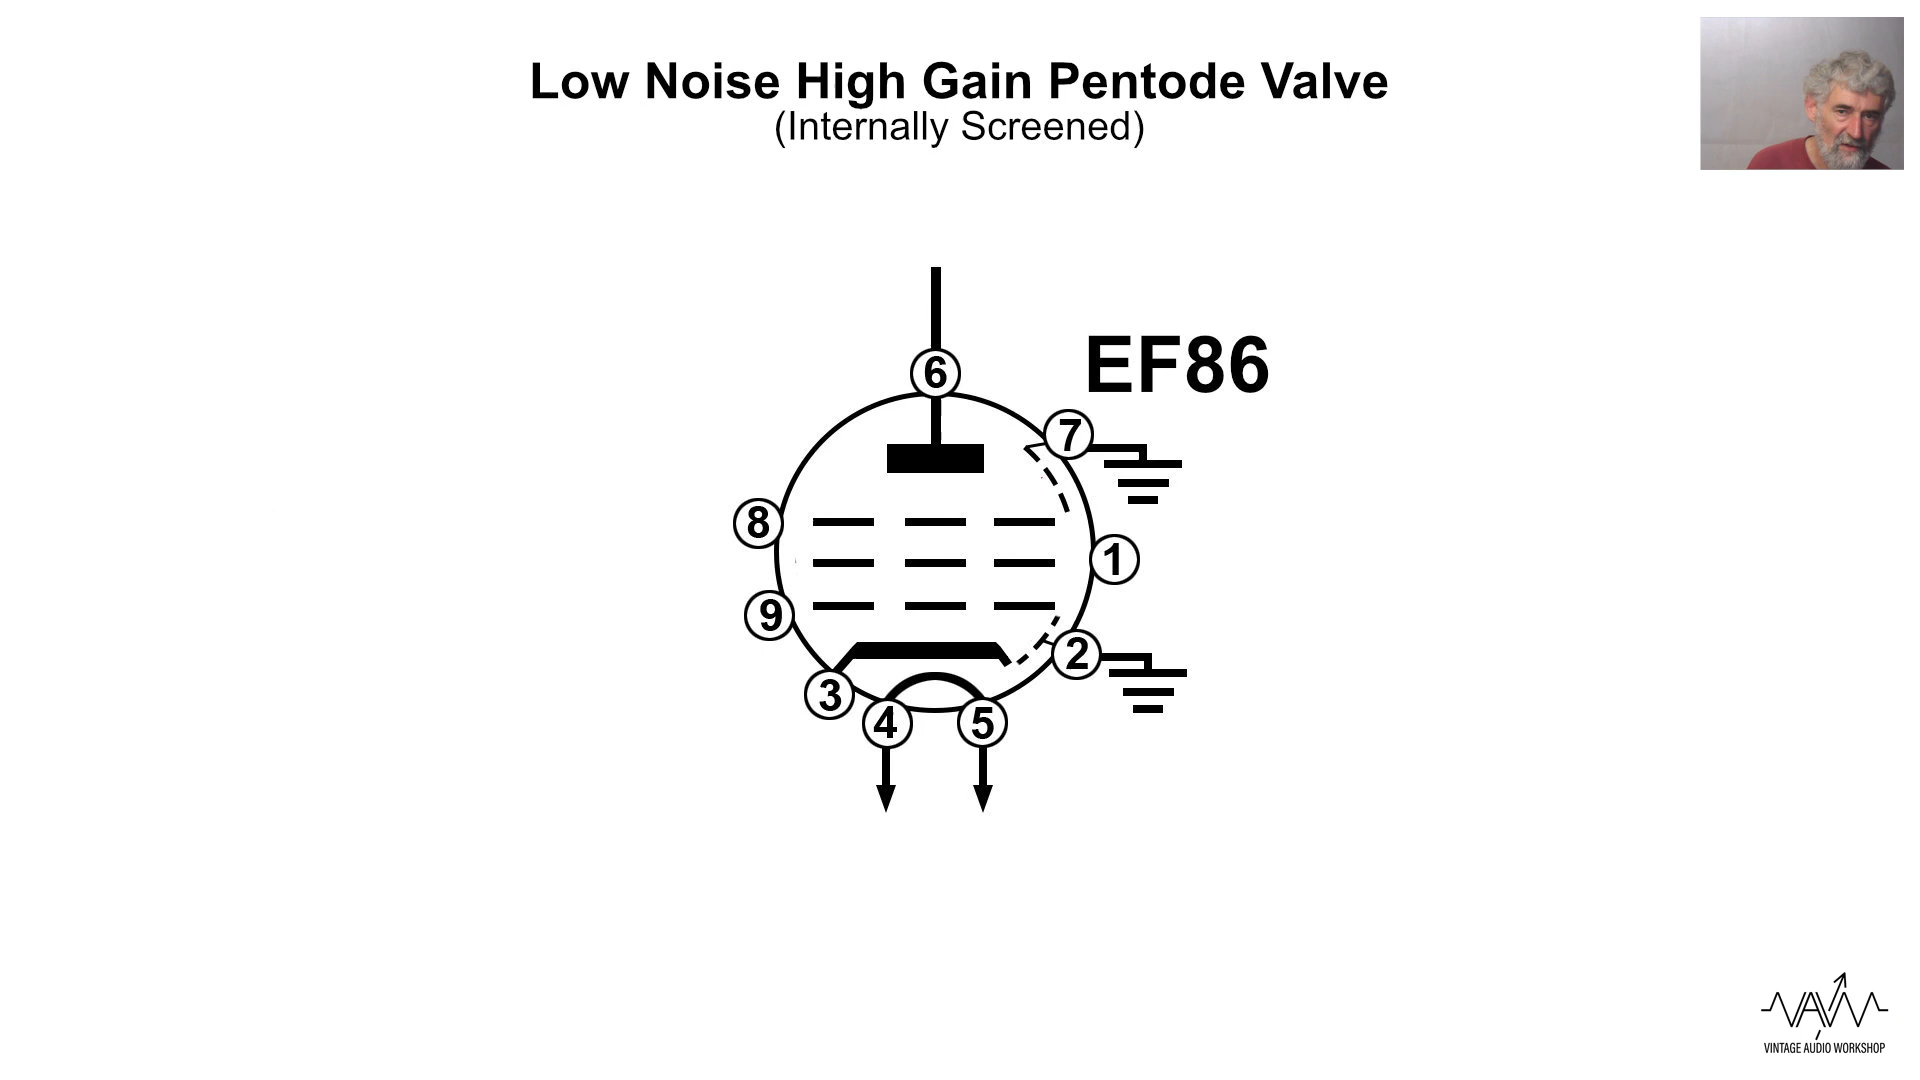 Low Noise High Gain Pentode Valve
(Internally Screened)
EF86
6
7
8
1
9
2
3
4
5
VAW
VINTAGE AUDIO WORKSHOP